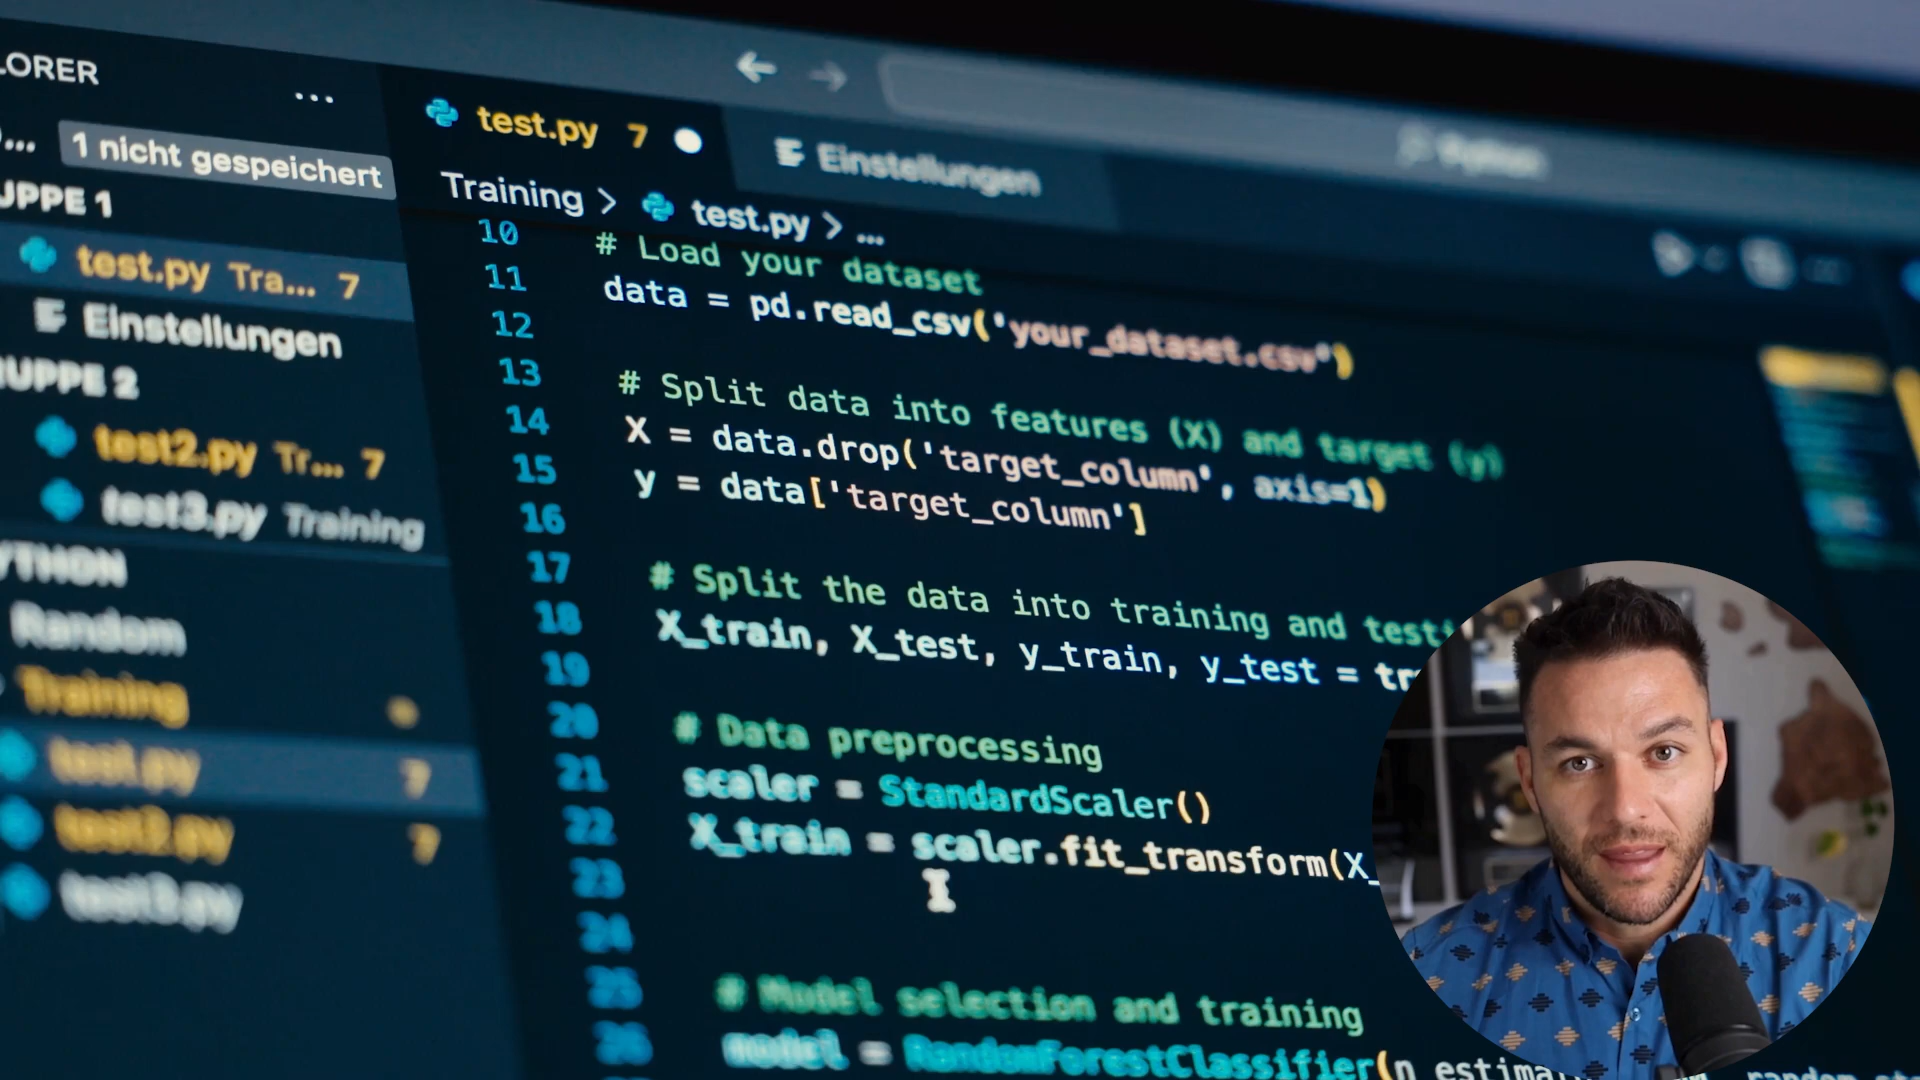 LORER
...
... 1 nicht gespeichert
UPPE 1
test.py Tra... 7
Einstellungen
RUPPE 2
test2.py Tr... 7
test3.py Training
YTHON
Random
Training
test.py 7
test2.py 7
test3.py
test.py 7
Einstellungen
Python
Training > test.py > ...
10 # Load your dataset
11 data = pd.read_csv('your_dataset.csv')
12
13 # Split data into features (X) and target (y)
14 X = data.drop('target_column', axis=1)
15 y = data['target_column']
16
17 # Split the data into training and testi
18 X_train, X_test, y_train, y_test = tr
19
20 # Data preprocessing
21 scaler = StandardScaler()
22 X_train = scaler.fit_transform(X_
23
24
25 # Model selection and training
26 model = RandomForestClassifier(n_estima